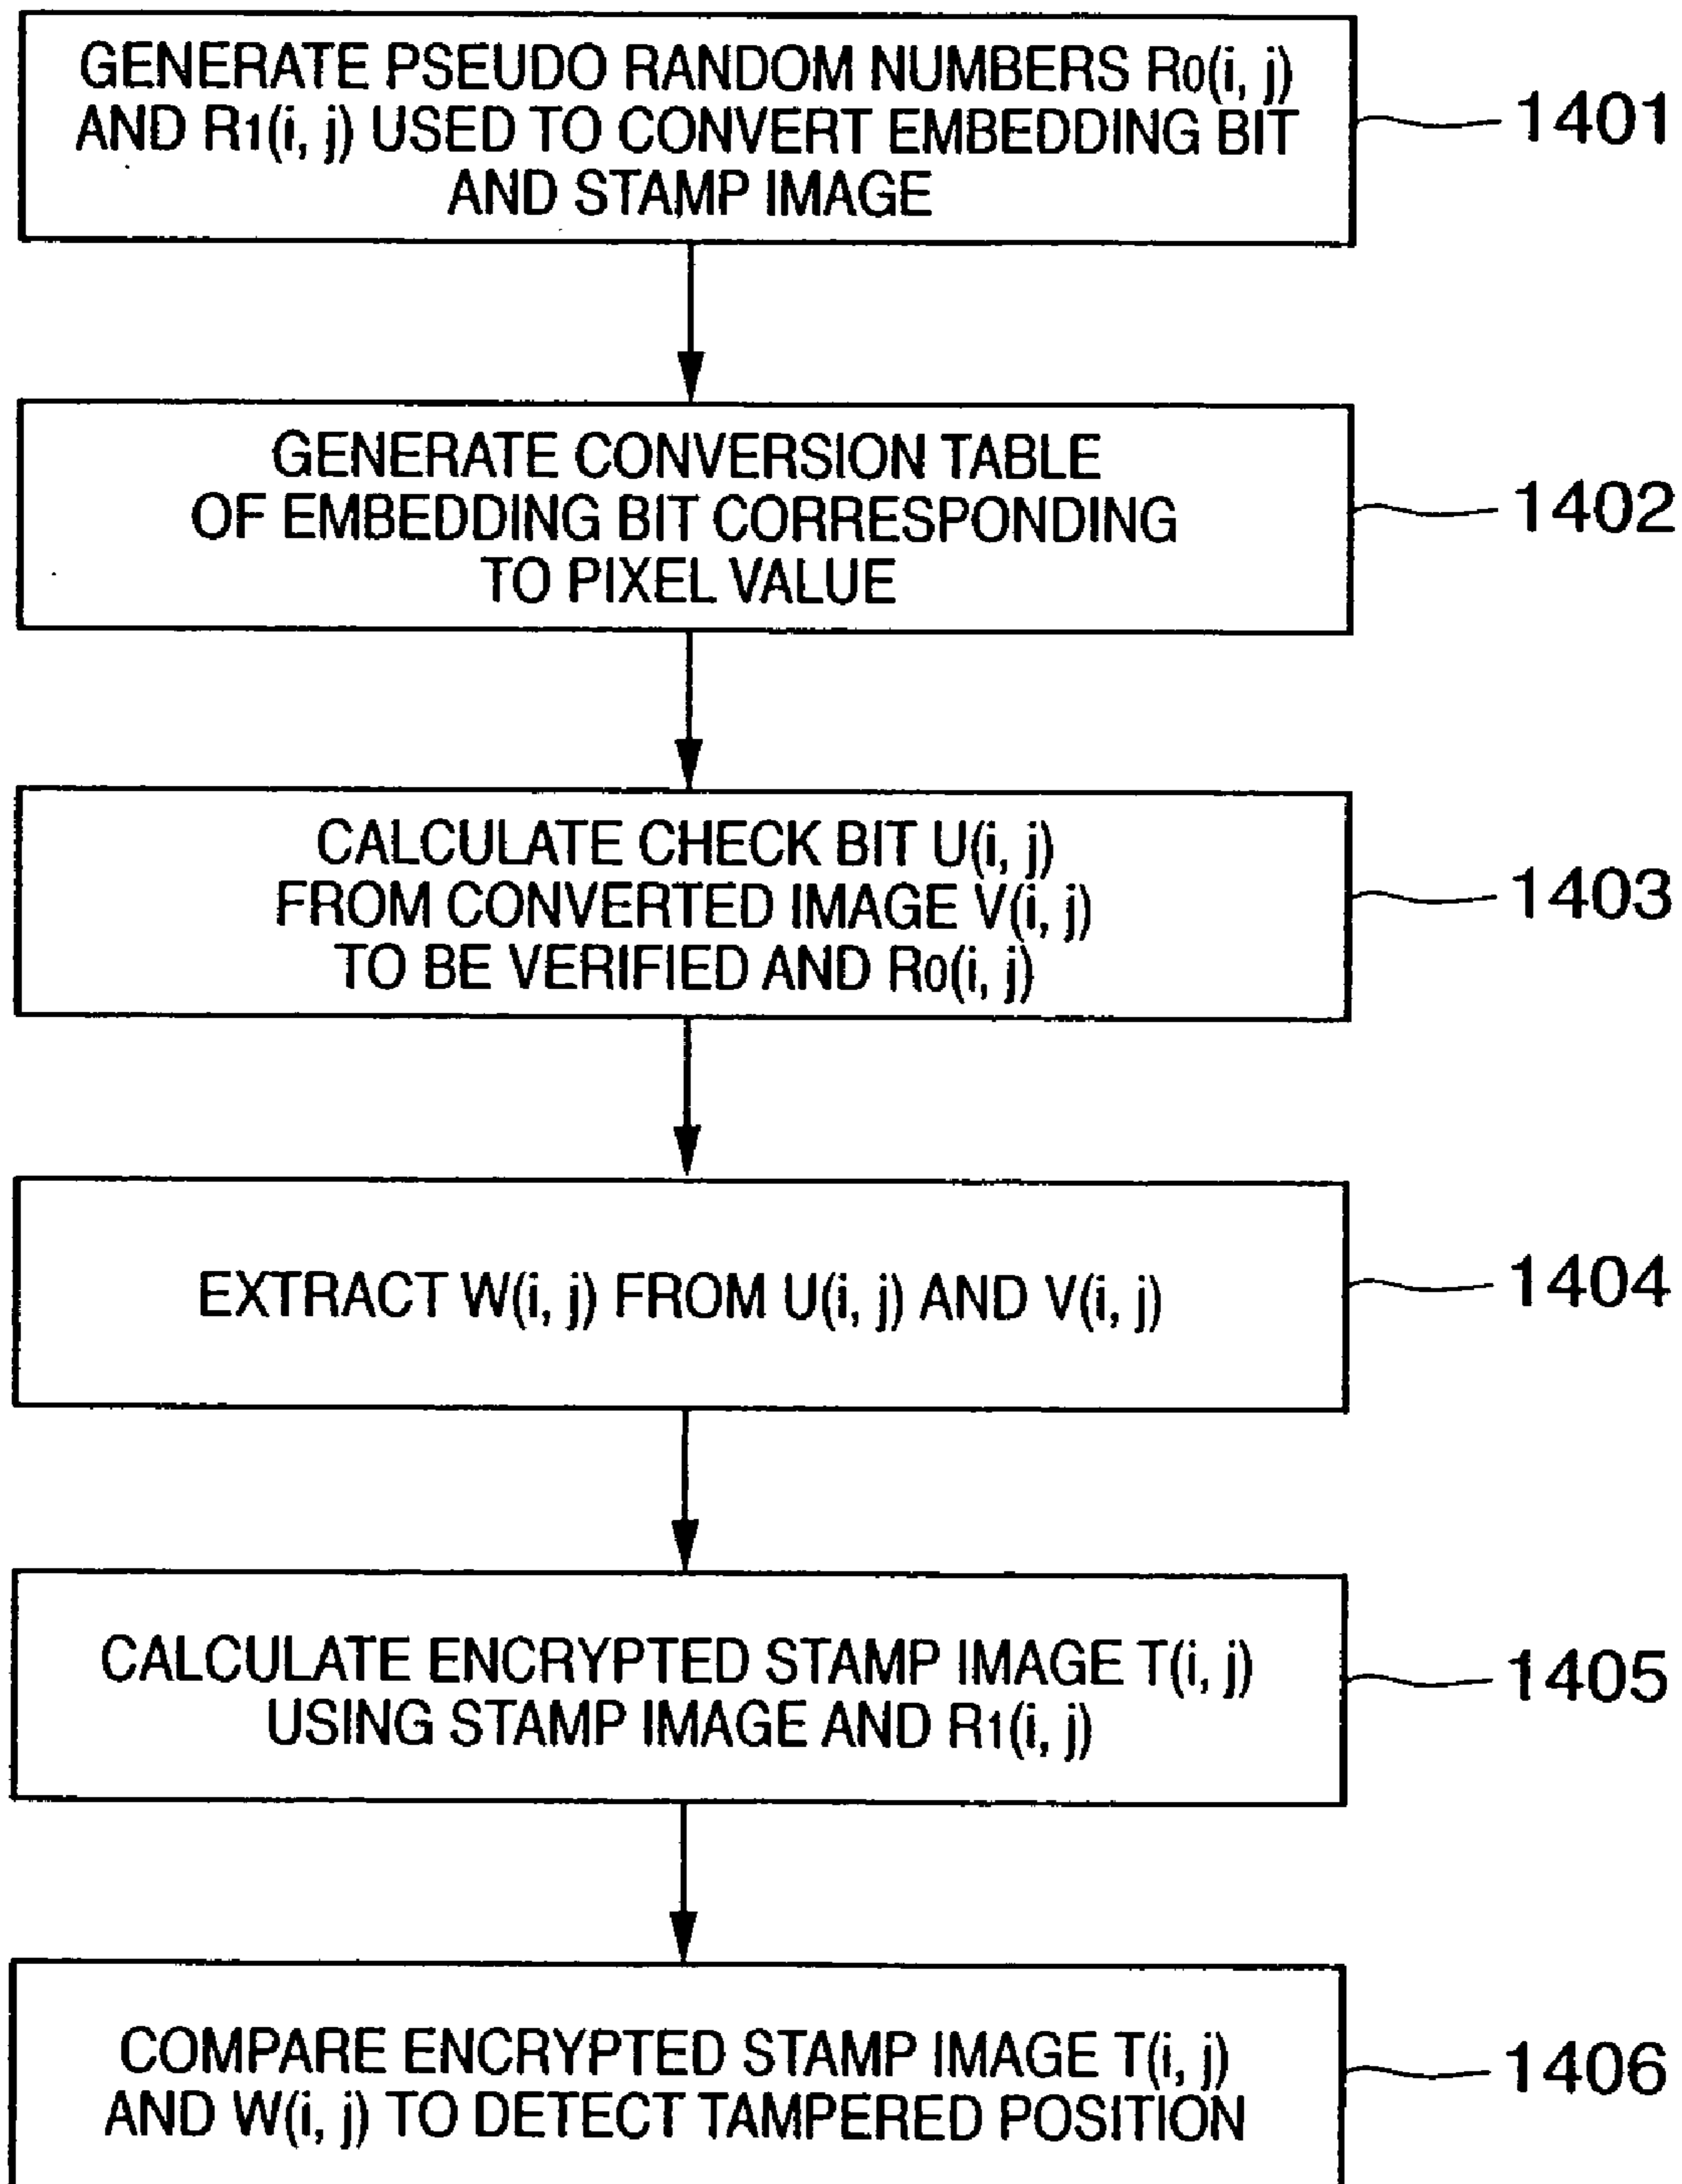 GENERATE PSEUDO RANDOM NUMBERS R0(i, j)
AND R1(i, j) USED TO CONVERT EMBEDDING BIT
AND STAMP IMAGE
1401
GENERATE CONVERSION TABLE
OF EMBEDDING BIT CORRESPONDING
TO PIXEL VALUE
1402
CALCULATE CHECK BIT U(i, j)
FROM CONVERTED IMAGE V(i, j)
TO BE VERIFIED AND R0(i, j)
1403
EXTRACT W(i, j) FROM U(i, j) AND V(i, j)
1404
CALCULATE ENCRYPTED STAMP IMAGE T(i, j)
USING STAMP IMAGE AND R1(i, j)
1405
COMPARE ENCRYPTED STAMP IMAGE T(i, j)
AND W(i, j) TO DETECT TAMPERED POSITION
1406